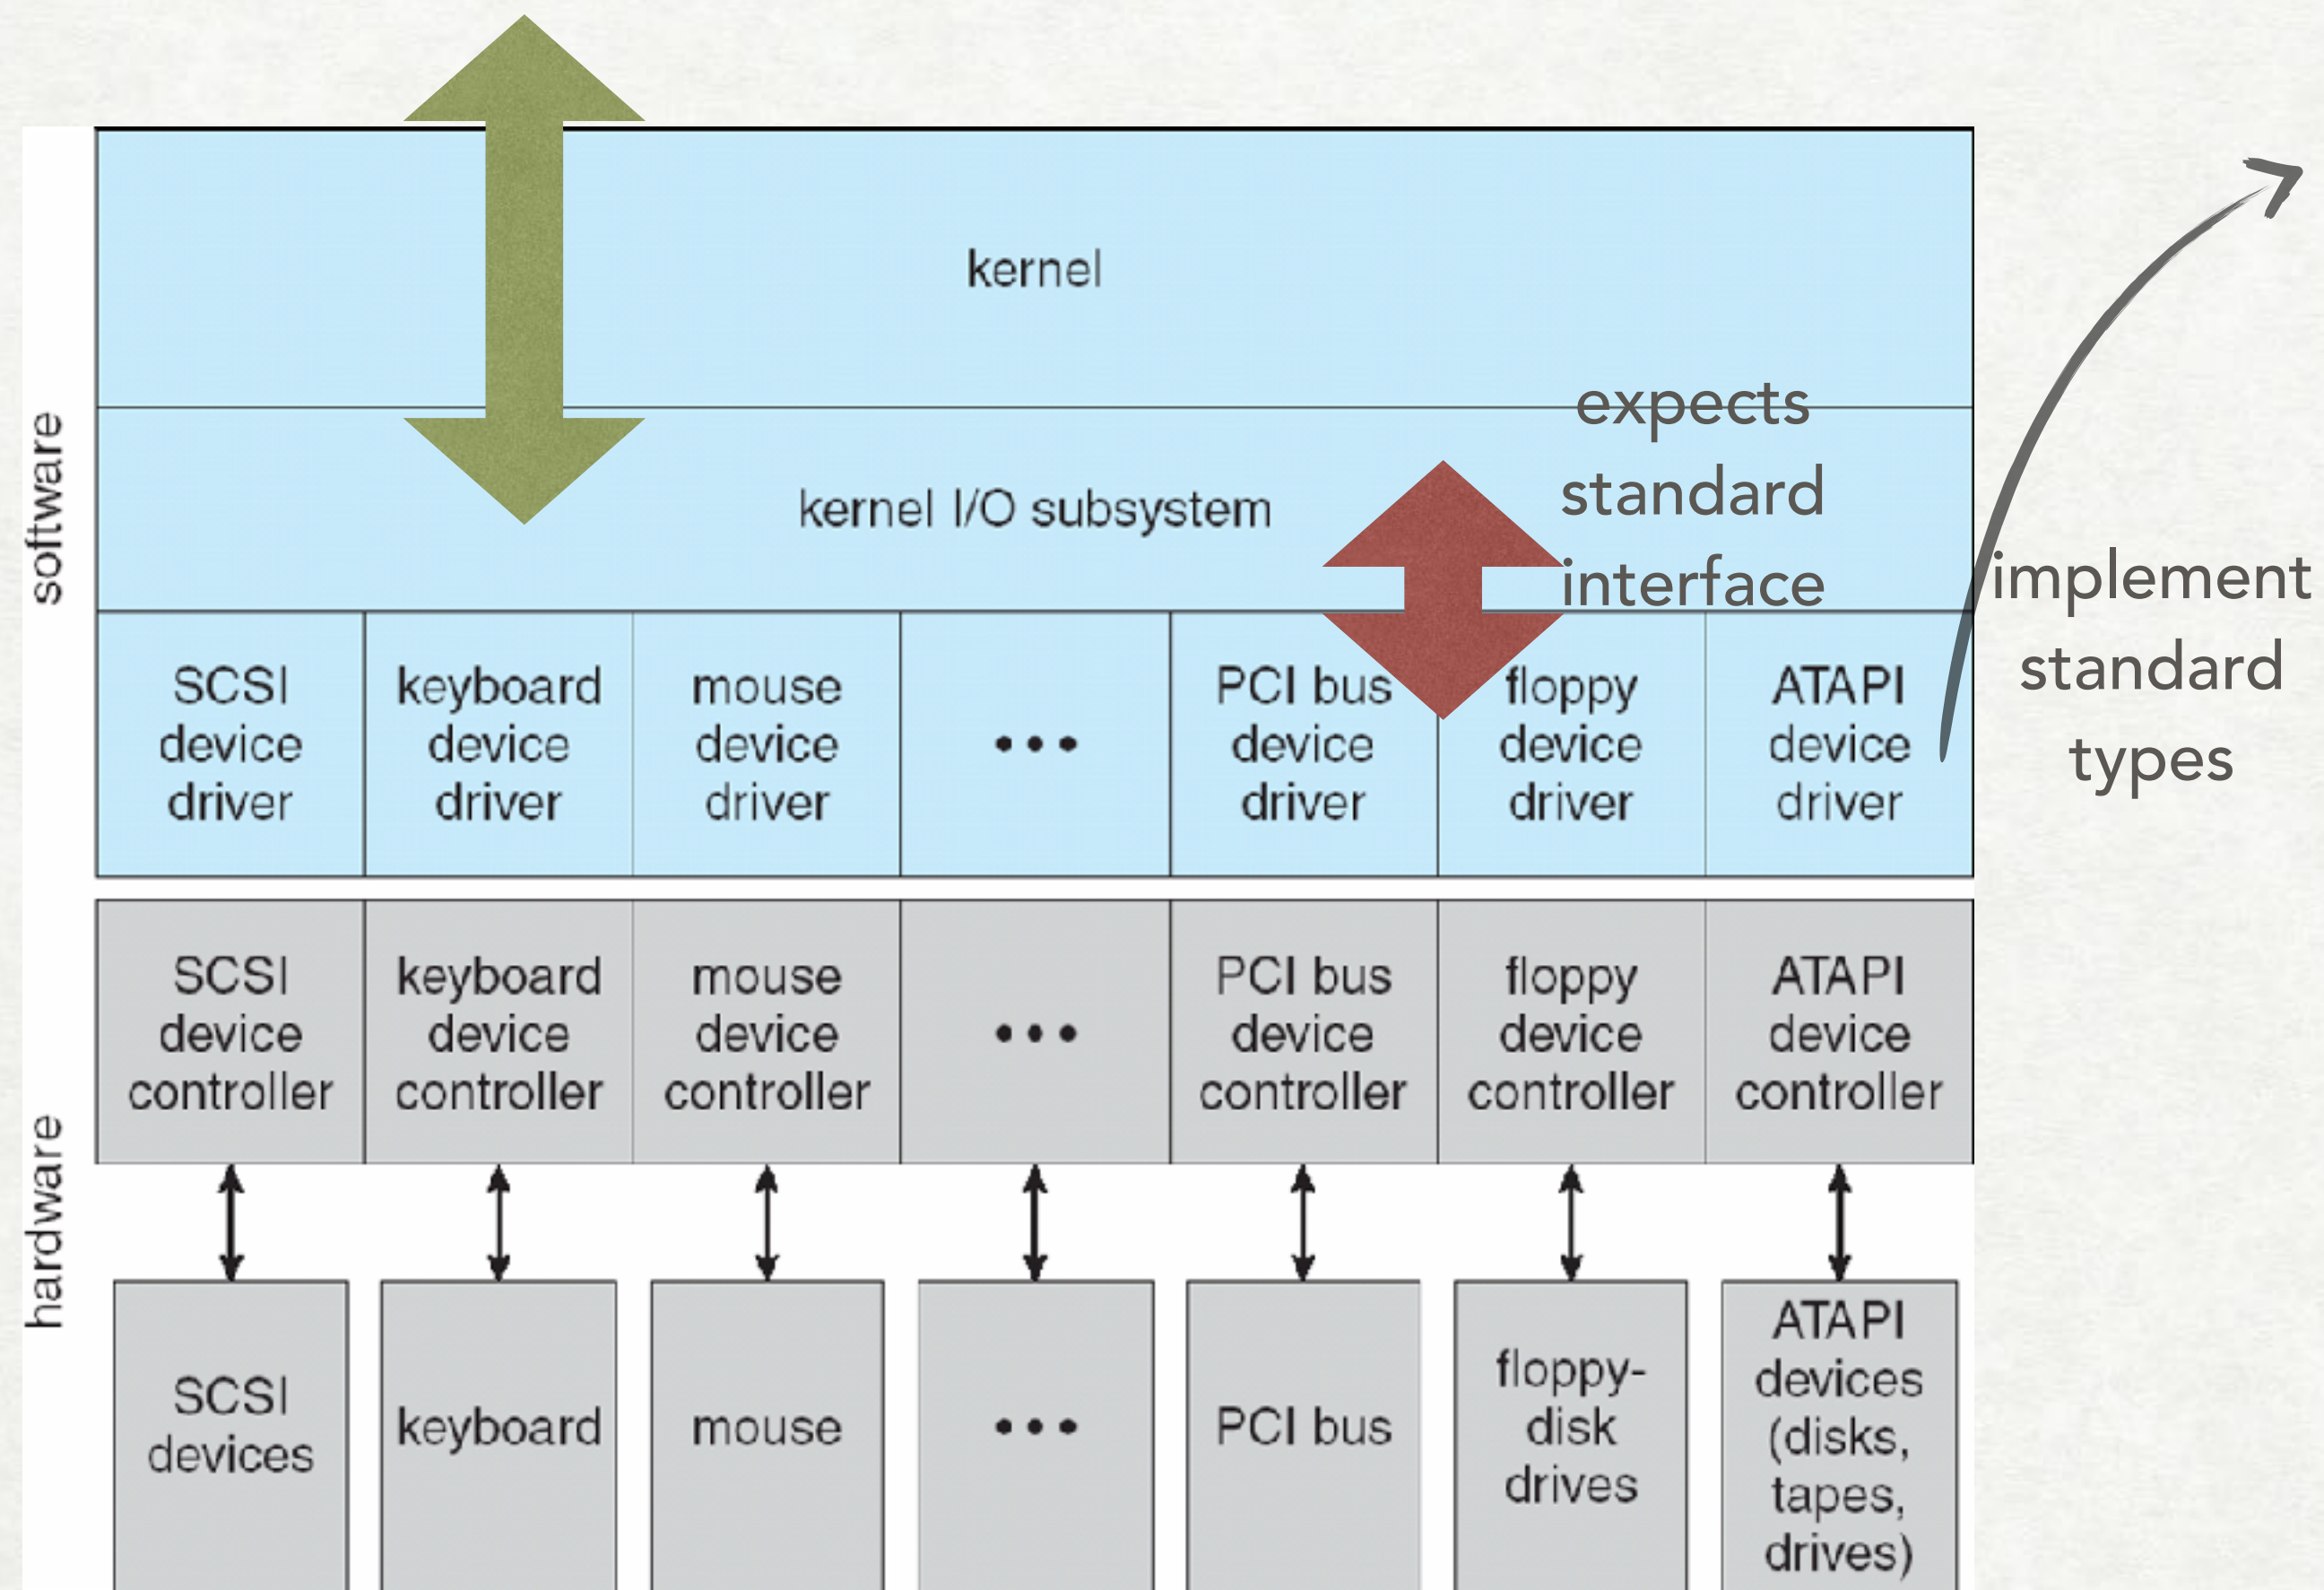 kernel
expects
standard
interface
kernel I/O subsystem
software
implement
standard
types
SCSI
device
driver
keyboard
device
driver
mouse
device
driver
•••
PCI bus
device
driver
floppy
device
driver
ATAPI
device
driver
SCSI
device
controller
keyboard
device
controller
mouse
device
controller
•••
PCI bus
device
controller
floppy
device
controller
ATAPI
device
controller
hardware
SCSI
devices
keyboard
mouse
•••
PCI bus
floppy-
disk
drives
ATAPI
devices
(disks,
tapes,
drives)